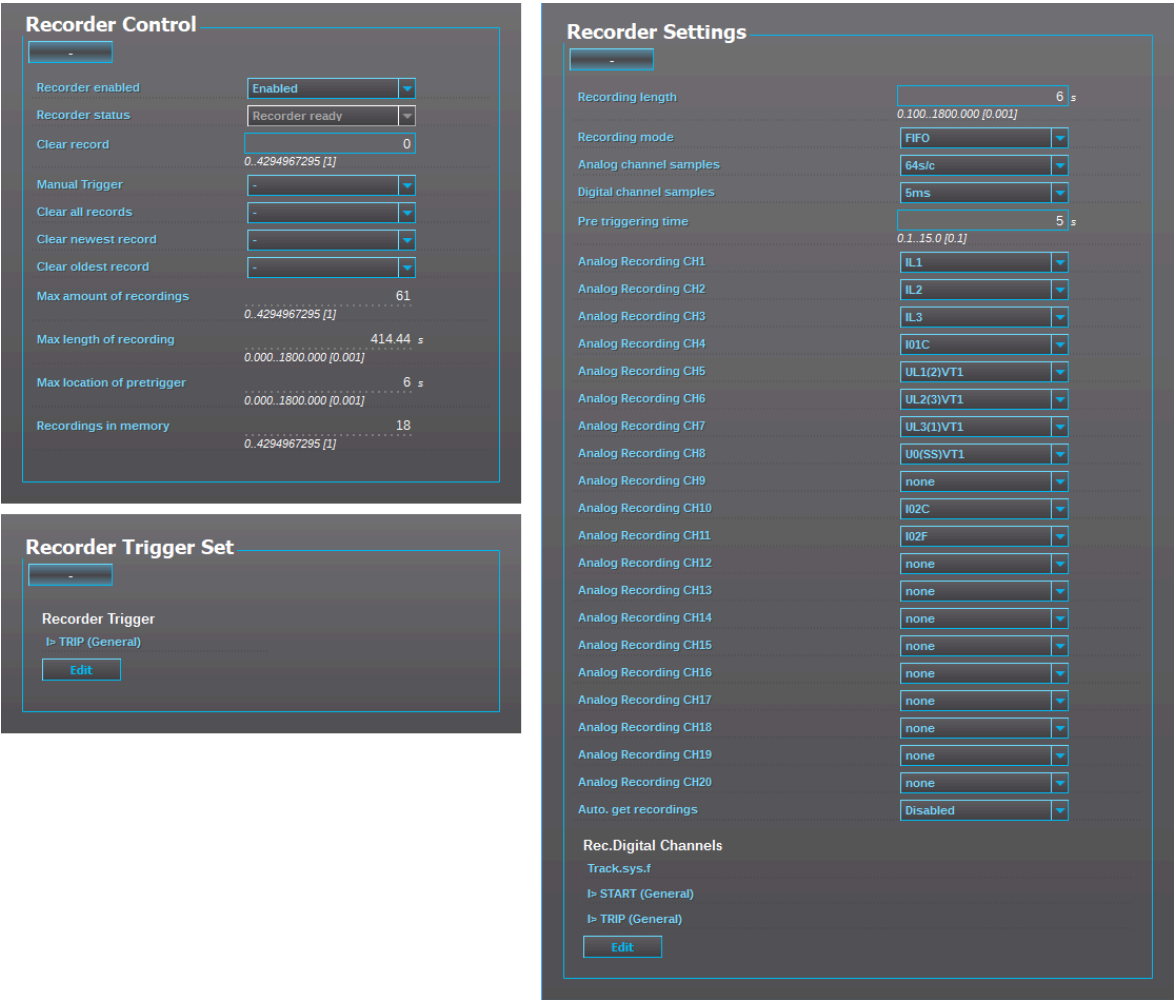 Recorder Control
-
Recorder enabled Enabled
Recorder status Recorder ready
Clear record 0
0..4294967295 [1]
Manual Trigger -
Clear all records -
Clear newest record -
Clear oldest record -
Max amount of recordings 61
0..4294967295 [1]
Max length of recording 414.44 s
0.000..1800.000 [0.001]
Max location of pretrigger 6 s
0.000..1800.000 [0.001]
Recordings in memory 18
0..4294967295 [1]
Recorder Trigger Set
-
Recorder Trigger
I> TRIP (General)
Edit
Recorder Settings
-
Recording length 6 s
0.100..1800.000 [0.001]
Recording mode FIFO
Analog channel samples 64s/c
Digital channel samples 5ms
Pre triggering time 5 s
0.1..15.0 [0.1]
Analog Recording CH1 IL1
Analog Recording CH2 IL2
Analog Recording CH3 IL3
Analog Recording CH4 I01C
Analog Recording CH5 UL1(2)VT1
Analog Recording CH6 UL2(3)VT1
Analog Recording CH7 UL3(1)VT1
Analog Recording CH8 U0(SS)VT1
Analog Recording CH9 none
Analog Recording CH10 I02C
Analog Recording CH11 I02F
Analog Recording CH12 none
Analog Recording CH13 none
Analog Recording CH14 none
Analog Recording CH15 none
Analog Recording CH16 none
Analog Recording CH17 none
Analog Recording CH18 none
Analog Recording CH19 none
Analog Recording CH20 none
Auto. get recordings Disabled
Rec.Digital Channels
Track.sys.f
I> START (General)
I> TRIP (General)
Edit